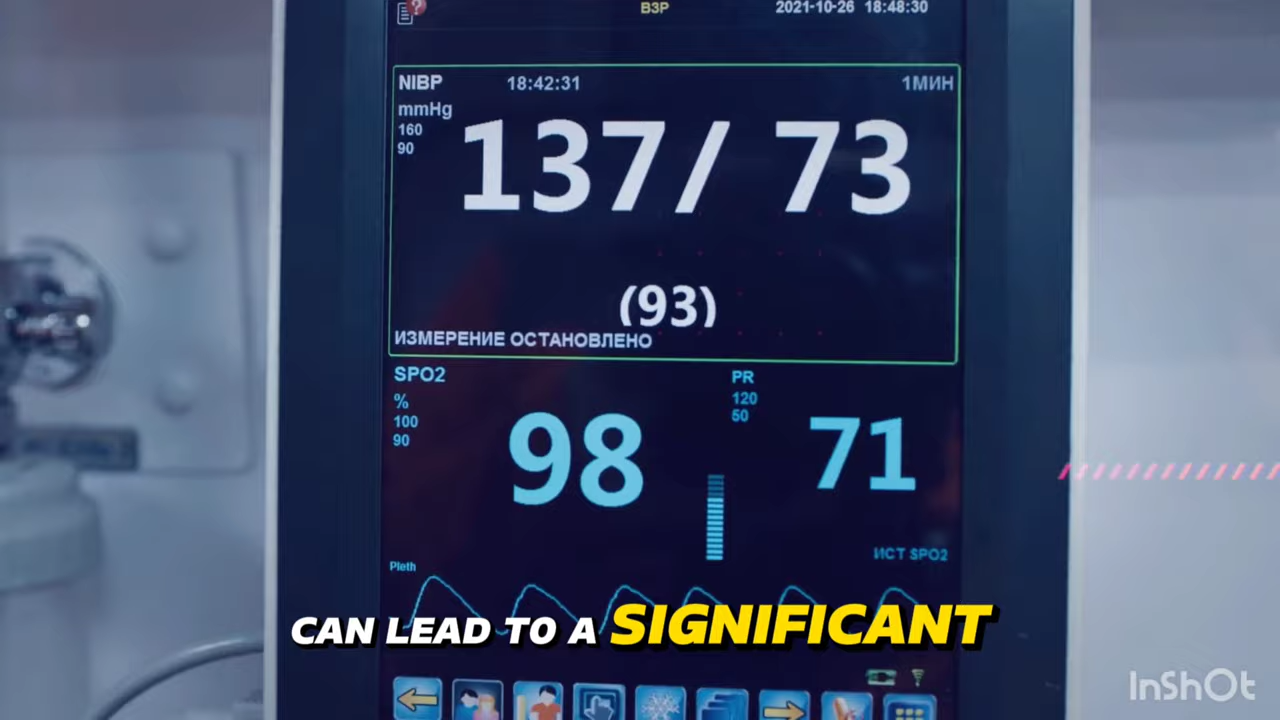 ?
ВЗР
2021-10-26 18:48:30
NIBP 18:42:31 1МИН
mmHg
160
90
137/ 73
(93)
ИЗМЕРЕНИЕ ОСТАНОВЛЕНО
SPO2
%
100
90
98
PR
120
50
71
ИСТ SPO2
Pleth
CAN LEAD TO A SIGNIFICANT
InShOt